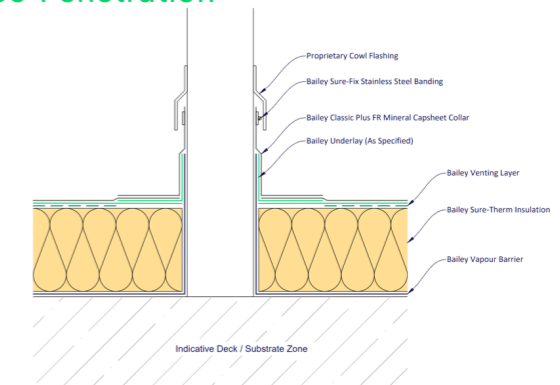 Penetration
Proprietary Cowl Flashing
Bailey Sure-Fix Stainless Steel Banding
Bailey Classic Plus FR Mineral Capsheet Collar
Bailey Underlay (As Specified)
Bailey Venting Layer
Bailey Sure-Therm Insulation
Bailey Vapour Barrier
Indicative Deck / Substrate Zone